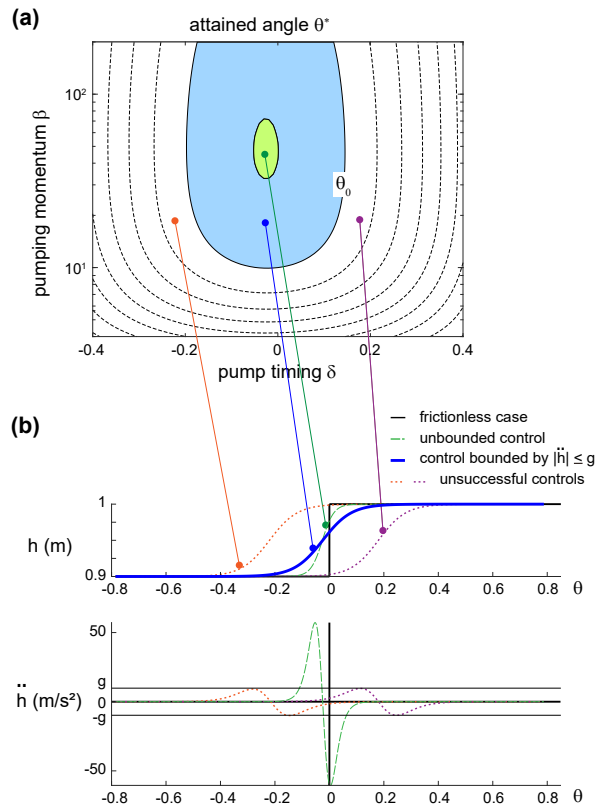 (a)
attained angle θ*
pumping momentum β
10²
10¹
θ₀
-0.4 -0.2 0 0.2 0.4
pump timing δ
(b)
frictionless case
unbounded control
control bounded by |ḧ| ≤ g
unsuccessful controls
1
h (m)
0.9
-0.8 -0.6 -0.4 -0.2 0 0.2 0.4 0.6 0.8 θ
50
g
ḧ (m/s²) 0
-g
-50
-0.8 -0.6 -0.4 -0.2 0 0.2 0.4 0.6 0.8 θ